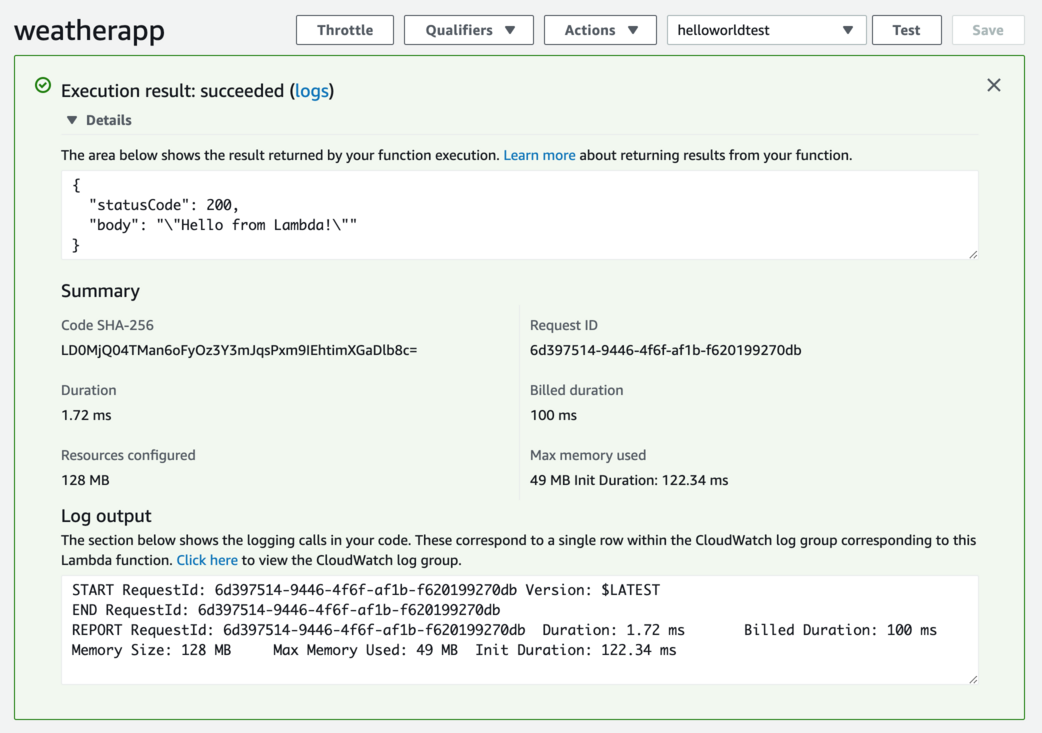 weatherapp
Throttle
Qualifiers
Actions
helloworldtest
Test
Save
Execution result: succeeded (logs)
Details
The area below shows the result returned by your function execution. Learn more about returning results from your function.
{
"statusCode": 200,
"body": "\"Hello from Lambda!\""
}
Summary
Code SHA-256
LD0MjQ04TMan6oFyOz3Y3mJqsPxm9IEhtimXGaDlb8c=
Request ID
6d397514-9446-4f6f-af1b-f620199270db
Duration
1.72 ms
Billed duration
100 ms
Resources configured
128 MB
Max memory used
49 MB Init Duration: 122.34 ms
Log output
The section below shows the logging calls in your code. These correspond to a single row within the CloudWatch log group corresponding to this
Lambda function. Click here to view the CloudWatch log group.
START RequestId: 6d397514-9446-4f6f-af1b-f620199270db Version: $LATEST
END RequestId: 6d397514-9446-4f6f-af1b-f620199270db
REPORT RequestId: 6d397514-9446-4f6f-af1b-f620199270db Duration: 1.72 ms Billed Duration: 100 ms
Memory Size: 128 MB Max Memory Used: 49 MB Init Duration: 122.34 ms